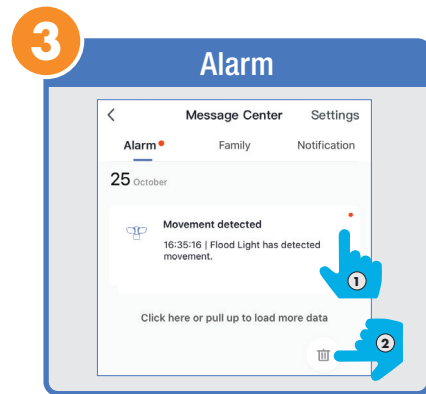 3
Alarm
< Message Center Settings
Alarm Family Notification
25 October
Movement detected
16:35:16 | Flood Light has detected
movement.
1
Click here or pull up to load more data
2